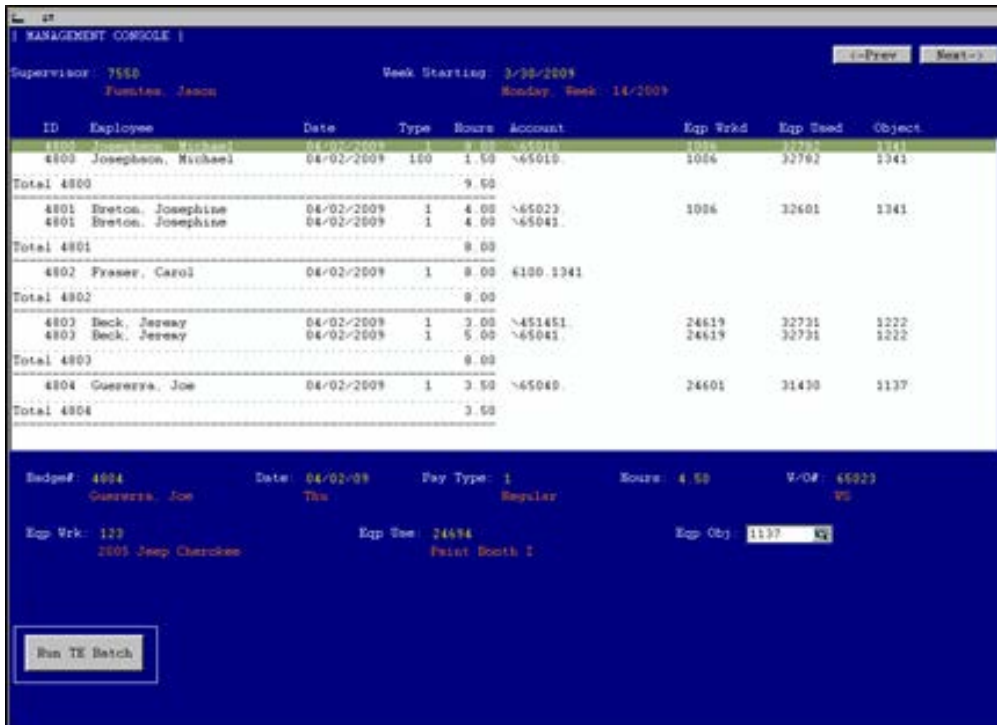 | MANAGEMENT CONSOLE |
<-Prev Next->
Supervisor: 7550 Week Starting: 3/30/2009
Fuentes, Jason Monday, Week: 14/2009
ID Employee Date Type Hours Account Eqp Wrkd Eqp Used Object
4800 Josephson, Michael 04/02/2009 1 8.00 \65010. 1006 32782 1341
4800 Josephson, Michael 04/02/2009 100 1.50 \65010. 1006 32782 1341
Total 4800 9.50
4801 Breton, Josephine 04/02/2009 1 4.00 \65023. 1006 32601 1341
4801 Breton, Josephine 04/02/2009 1 4.00 \65041.
Total 4801 8.00
4802 Fraser, Carol 04/02/2009 1 8.00 6100.1341
Total 4802 8.00
4803 Beck, Jeremy 04/02/2009 1 3.00 \451451. 24619 32731 1222
4803 Beck, Jeremy 04/02/2009 1 5.00 \65041. 24619 32731 1222
Total 4803 8.00
4804 Guererra, Joe 04/02/2009 1 3.50 \65040. 24601 31430 1137
Total 4804 3.50
Badge#: 4804 Date: 04/02/09 Pay Type: 1 Hours: 4.50 W/O#: 65023
Guererra, Joe Thu Regular WS
Eqp Wrk: 123 Eqp Use: 24694 Eqp Obj: 1137
2005 Jeep Cherokee Paint Booth I
Run TE Batch